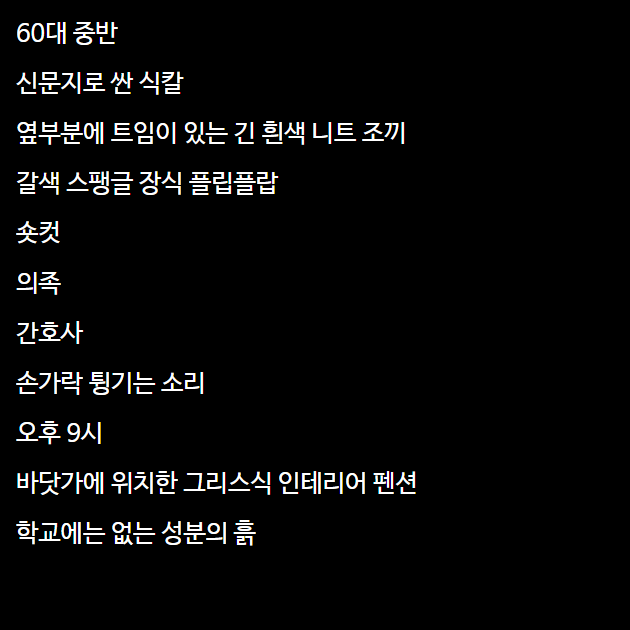 60대 중반
신문지로 싼 식칼
옆부분에 트임이 있는 긴 흰색 니트 조끼
갈색 스팽글 장식 플립플랍
숏컷
의족
간호사
손가락 튕기는 소리
오후 9시
바닷가에 위치한 그리스식 인테리어 펜션
학교에는 없는 성분의 흙